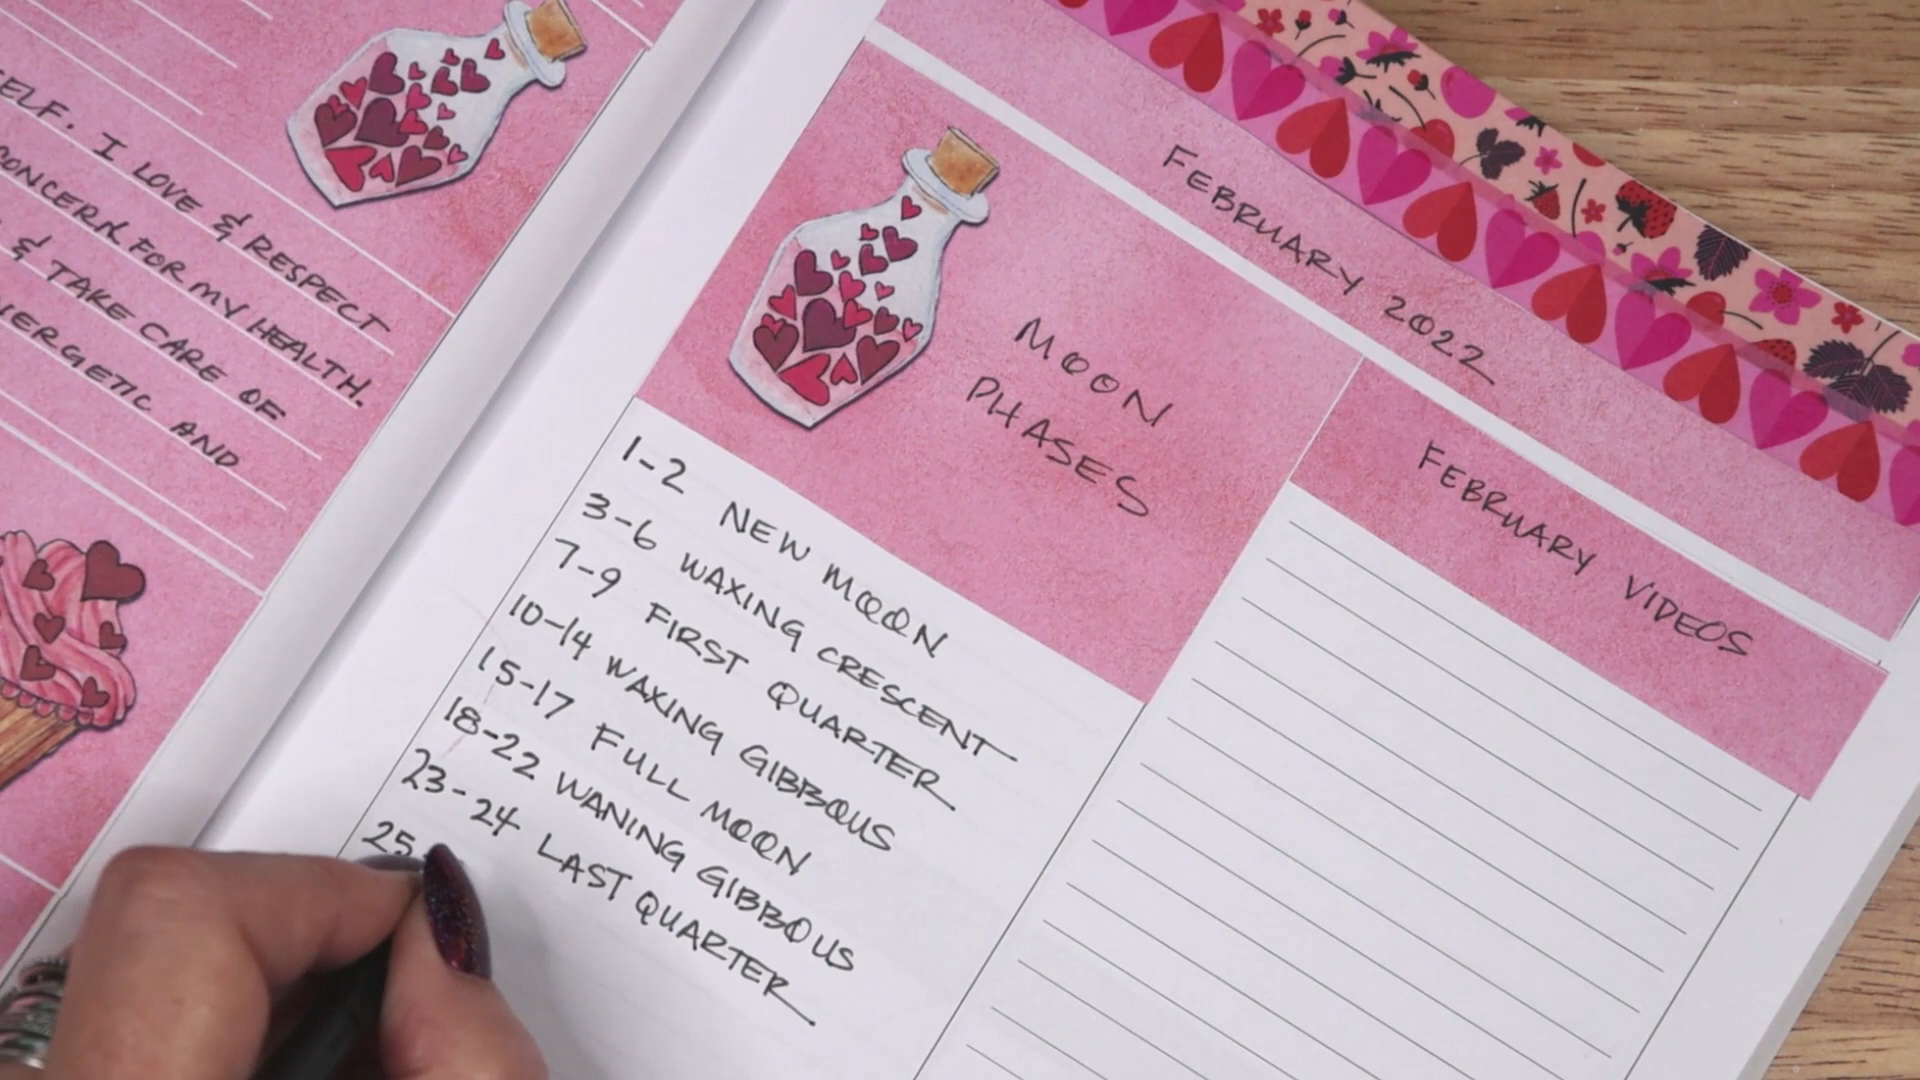 ELF. I LOVE & RESPECT
CONCERN FOR MY HEALTH.
& TAKE CARE OF
ERGETIC AND
FEBRUARY 2022
MOON
PHASES
1-2 NEW MOON
3-6 WAXING CRESCENT
7-9 FIRST QUARTER
10-14 WAXING GIBBOUS
15-17 FULL MOON
18-22 WANING GIBBOUS
23-24 LAST QUARTER
25
FEBRUARY VIDEOS